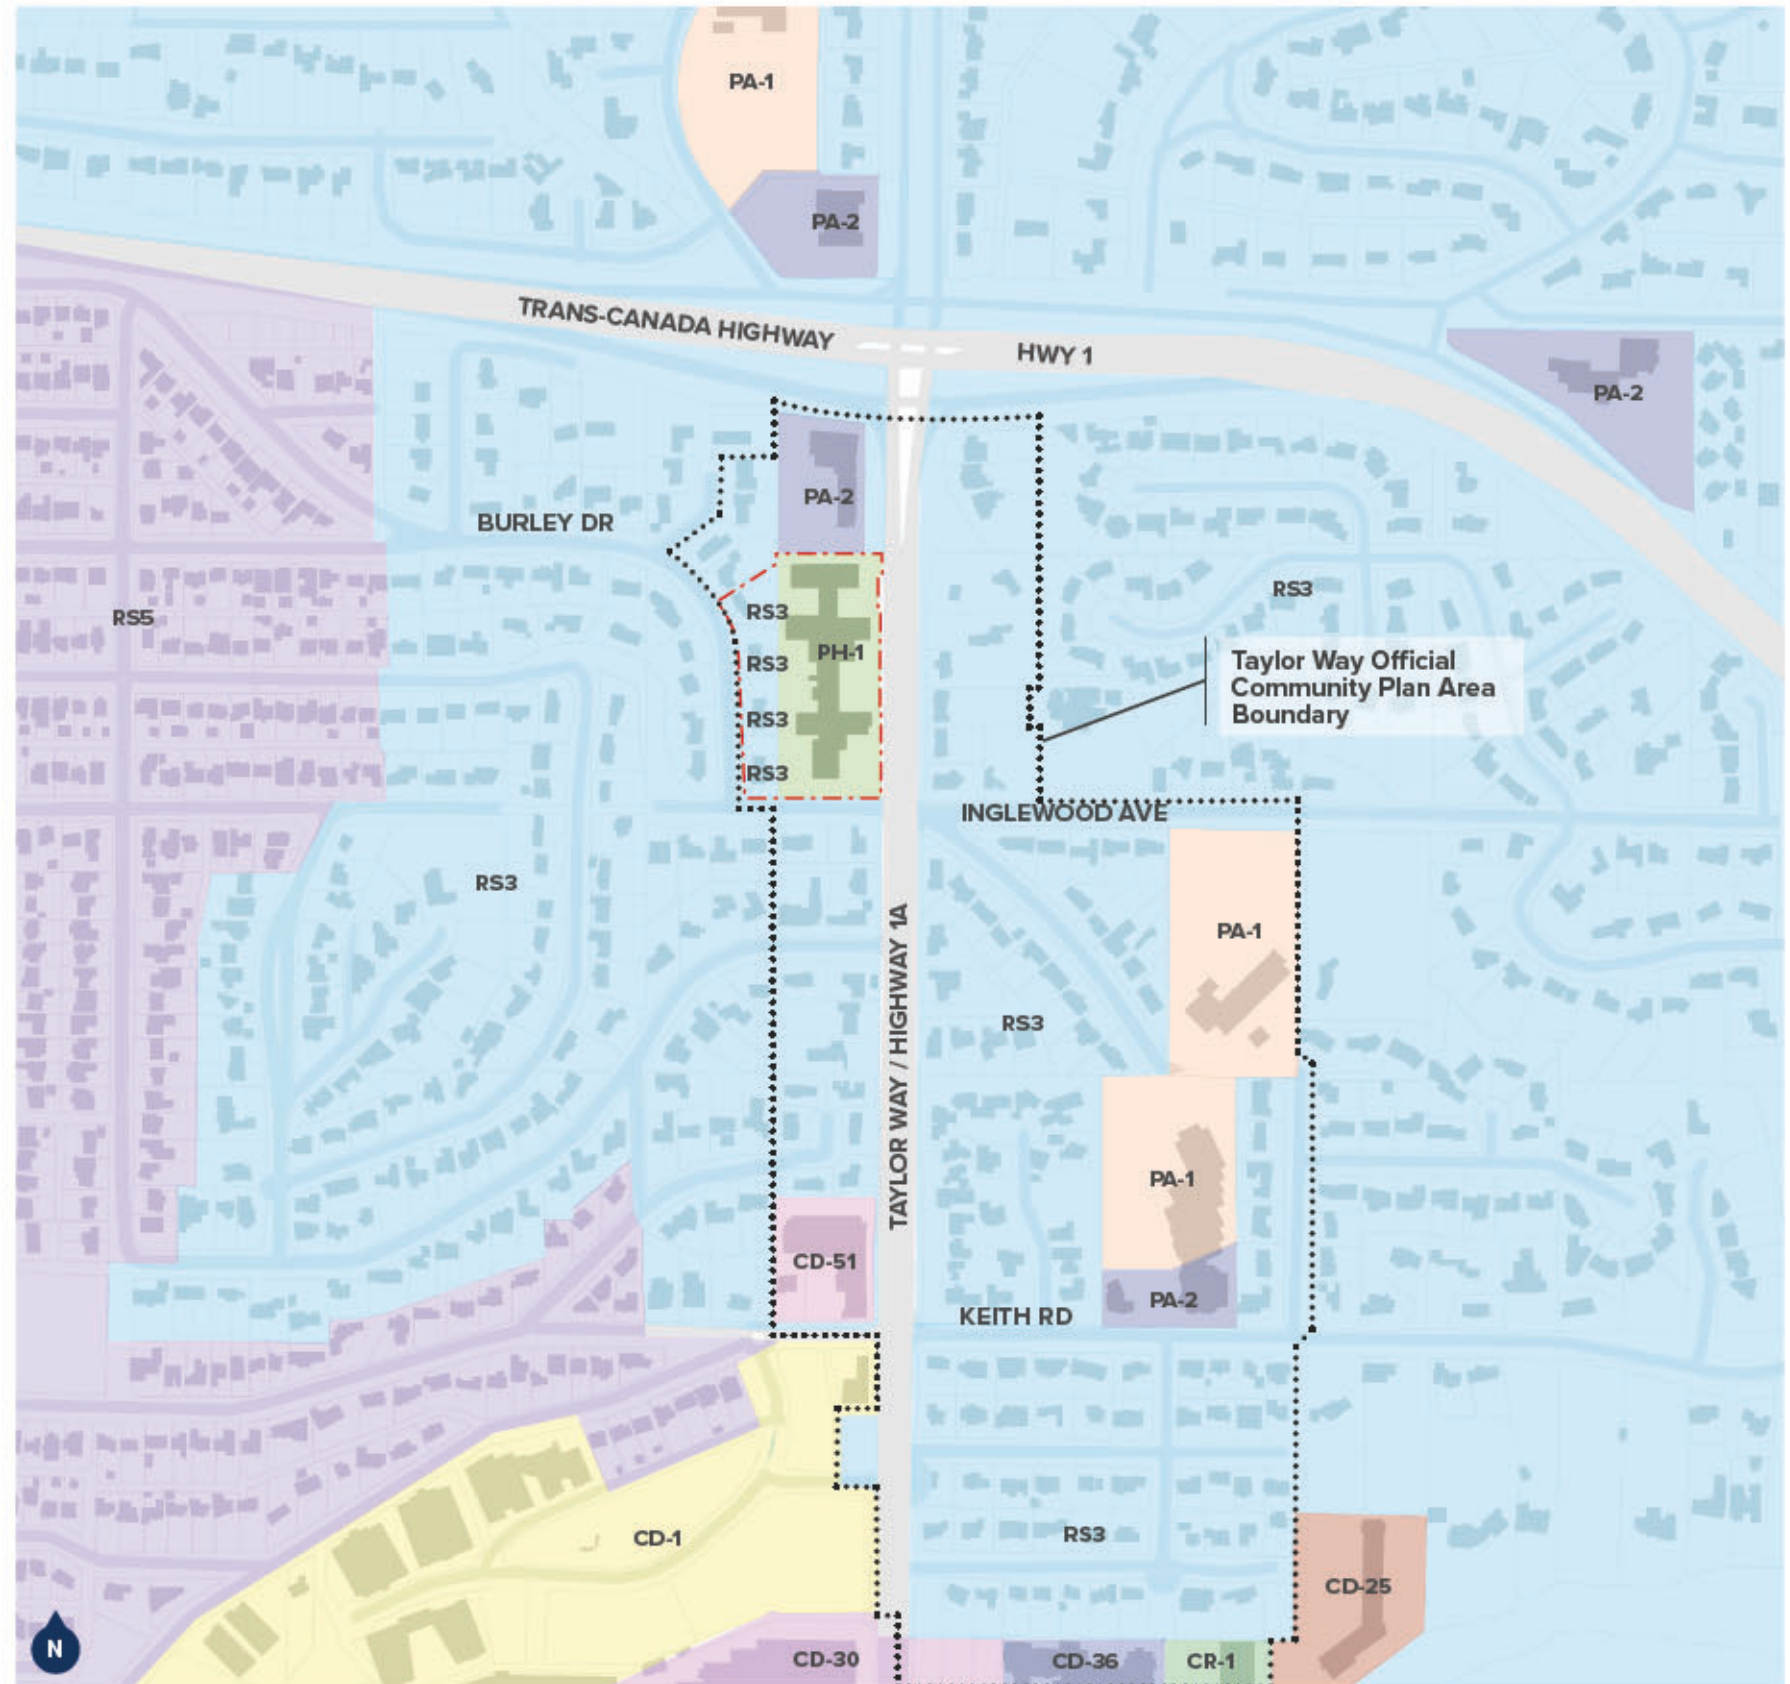 PA-1
PA-2
TRANS-CANADA HIGHWAY
HWY 1
PA-2
PA-2
BURLEY DR
RS3
RS5
RS3
PH-1
RS3
Taylor Way Official
Community Plan Area
Boundary
RS3
RS3
INGLEWOOD AVE
RS3
PA-1
TAYLOR WAY / HIGHWAY 1A
RS3
PA-1
CD-51
PA-2
KEITH RD
CD-1
RS3
CD-25
N
CD-30
CD-36
CR-1